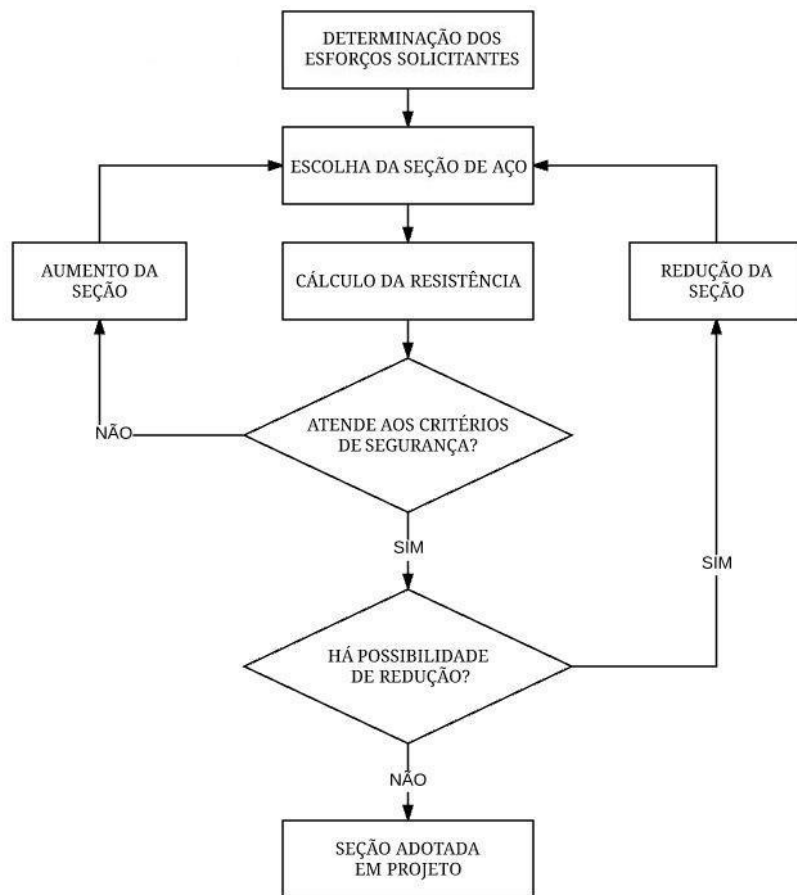 DETERMINAÇÃO DOS
ESFORÇOS SOLICITANTES
ESCOLHA DA SEÇÃO DE AÇO
AUMENTO DA
SEÇÃO
CÁLCULO DA RESISTÊNCIA
REDUÇÃO DA
SEÇÃO
ATENDE AOS CRITÉRIOS
DE SEGURANÇA?
NÃO
SIM
SIM
HÁ POSSIBILIDADE
DE REDUÇÃO?
NÃO
SEÇÃO ADOTADA
EM PROJETO